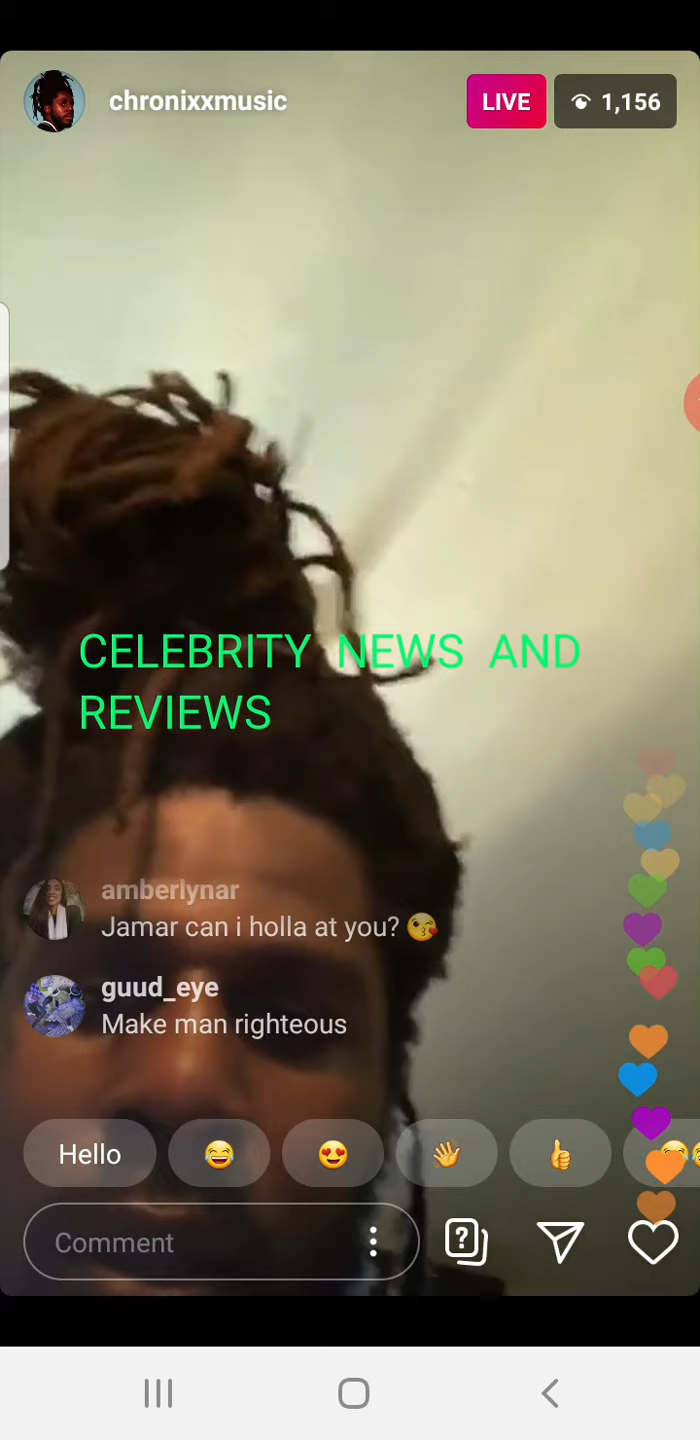 chronixxmusic
LIVE
1,156
CELEBRITY NEWS AND
REVIEWS
amberlynar
Jamar can i holla at you? 😘
guud_eye
Make man righteous
Hello 😂 😍 👋 👍 😂
Comment
?